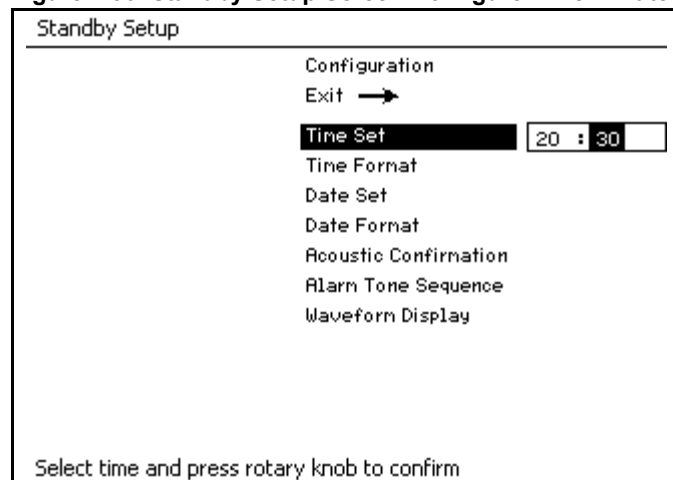 Standby Setup
Configuration
Exit
Time Set 20 : 30
Time Format
Date Set
Date Format
Acoustic Confirmation
Alarm Tone Sequence
Waveform Display
Select time and press rotary knob to confirm